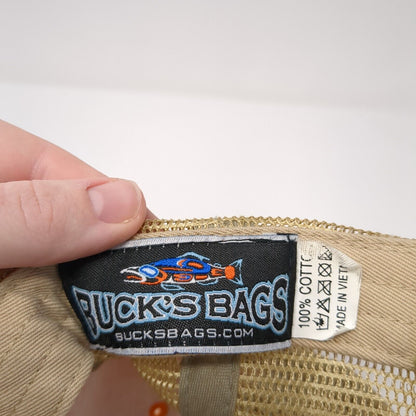 BUCK'S BAGS
BUCKSBAGS.COM
100% COTTO
MADE IN VIET